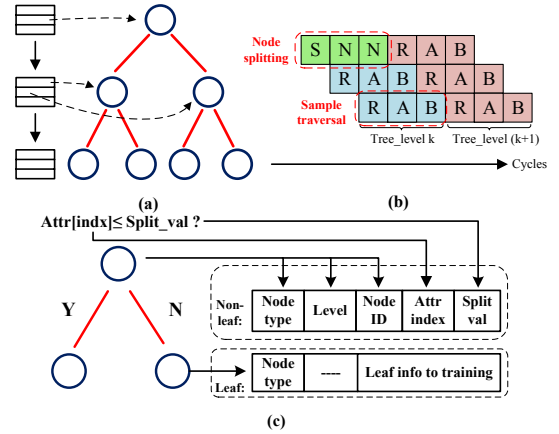 (a)
Node splitting
S N N R A B
R A B R A B
Sample traversal
R A B R A B
Tree_level k
Tree_level (k+1)
Cycles
(b)
Attr[indx]≤ Split_val ?
Y
N
Non-leaf:
Node type
Level
Node ID
Attr index
Split val
Leaf:
Node type
----
Leaf info to training
(c)